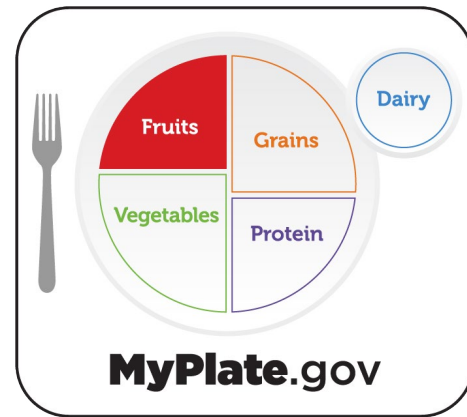 Fruits
Grains
Dairy
Vegetables
Protein
MyPlate.gov